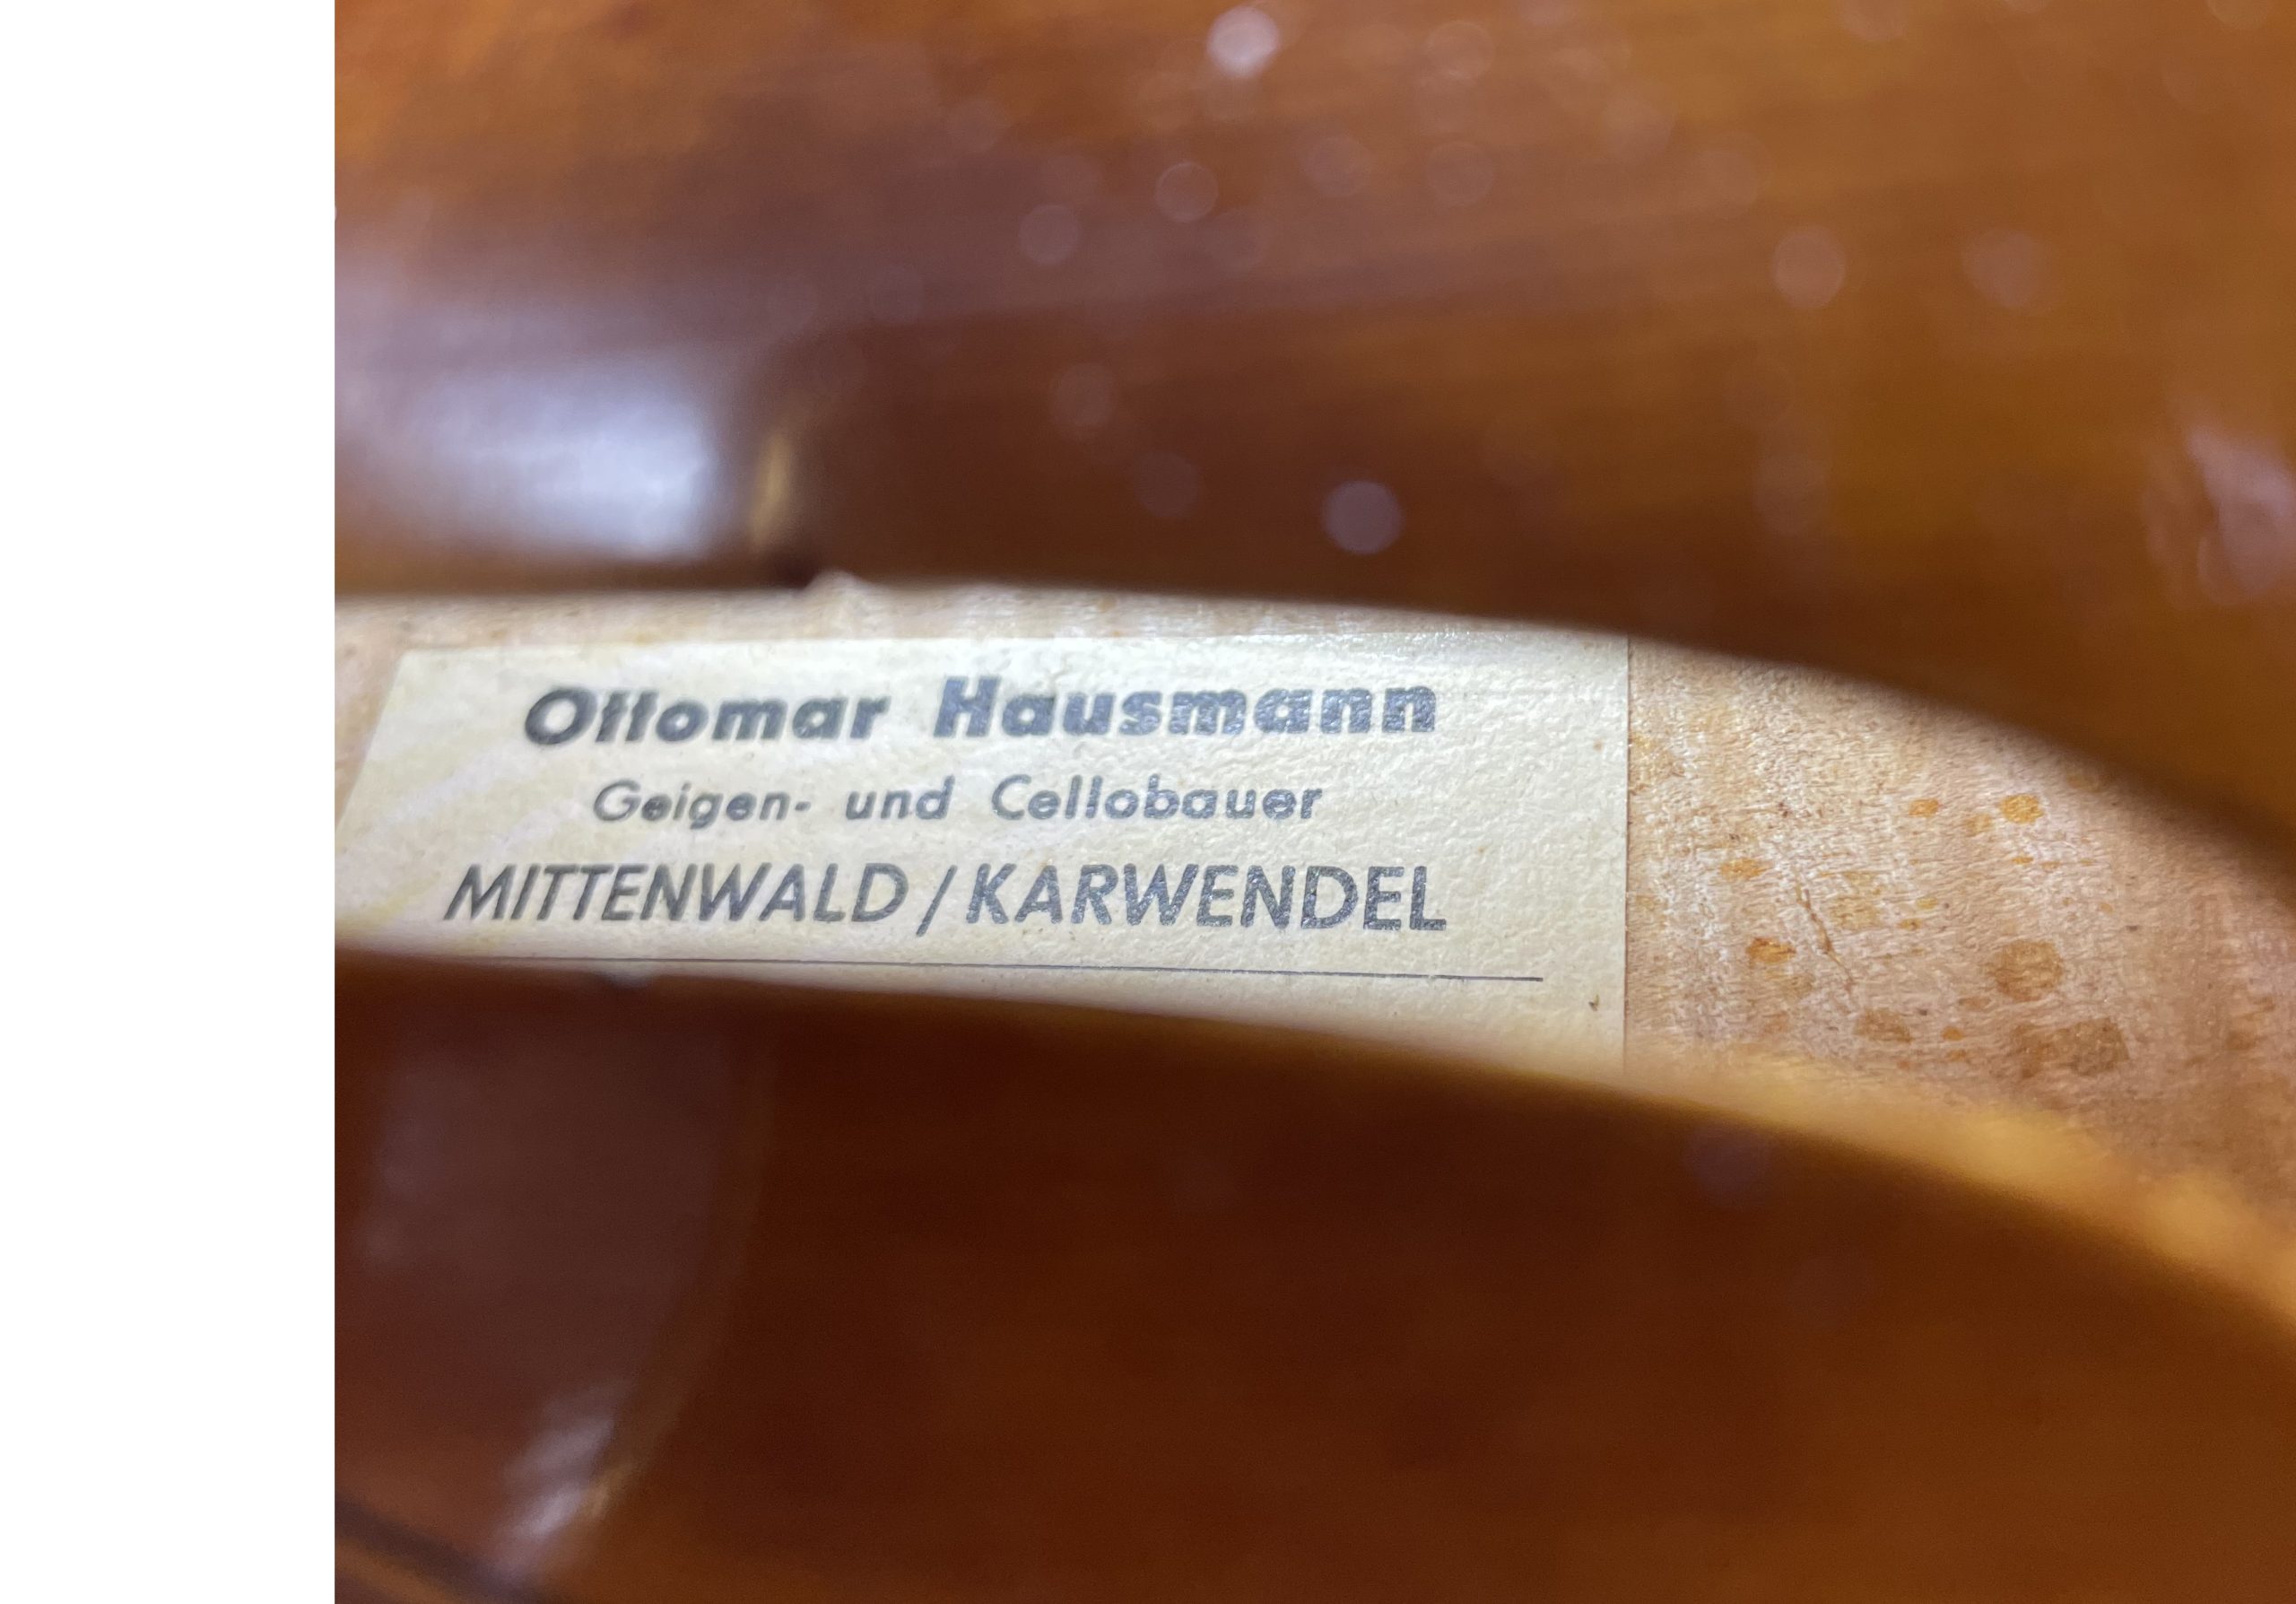 Ottomar Hausmann
Geigen- und Cellobauer
MITTENWALD/KARWENDEL